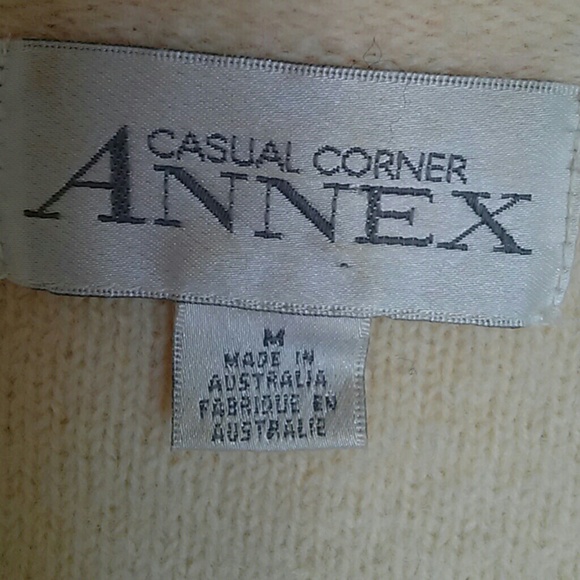 CASUAL CORNER
ANNEX
M
MADE IN
AUSTRALIA
FABRIQUE EN
AUSTRALIE